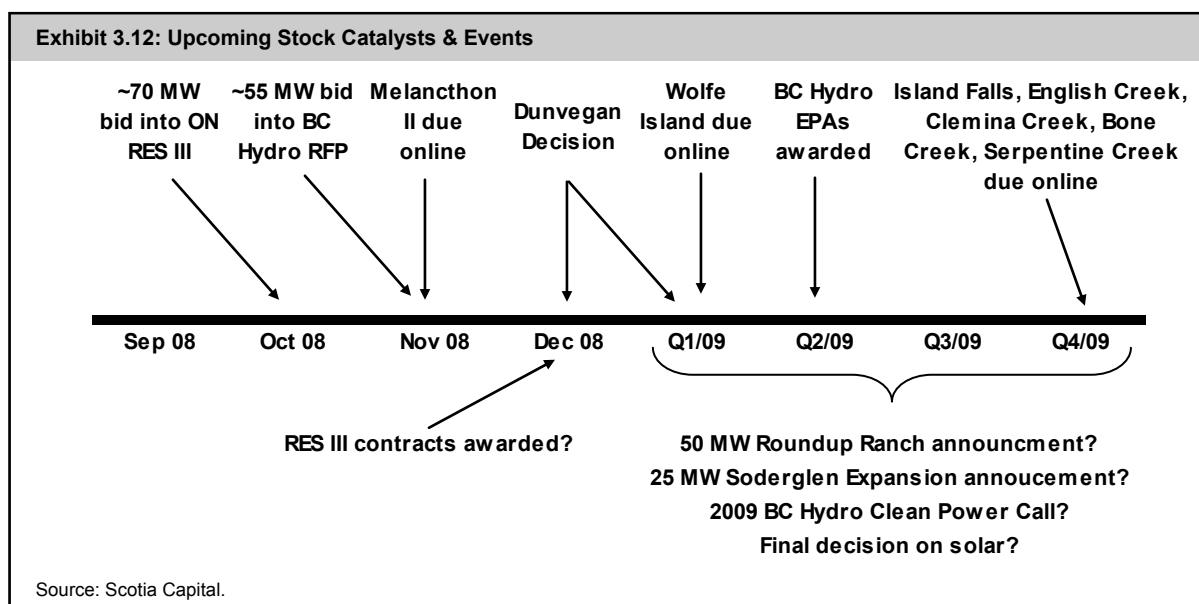 Exhibit 3.12: Upcoming Stock Catalysts & Events
~70 MW
bid into ON
RES III
~55 MW bid
into BC
Hydro RFP
Melancthon
II due
online
Dunvegan
Decision
Wolfe
Island due
online
BC Hydro
EPAs
awarded
Island Falls, English Creek,
Clemina Creek, Bone
Creek, Serpentine Creek
due online
Sep 08 Oct 08 Nov 08 Dec 08 Q1/09 Q2/09 Q3/09 Q4/09
RES III contracts awarded?
50 MW Roundup Ranch announcment?
25 MW Soderglen Expansion annoucement?
2009 BC Hydro Clean Power Call?
Final decision on solar?
Source: Scotia Capital.